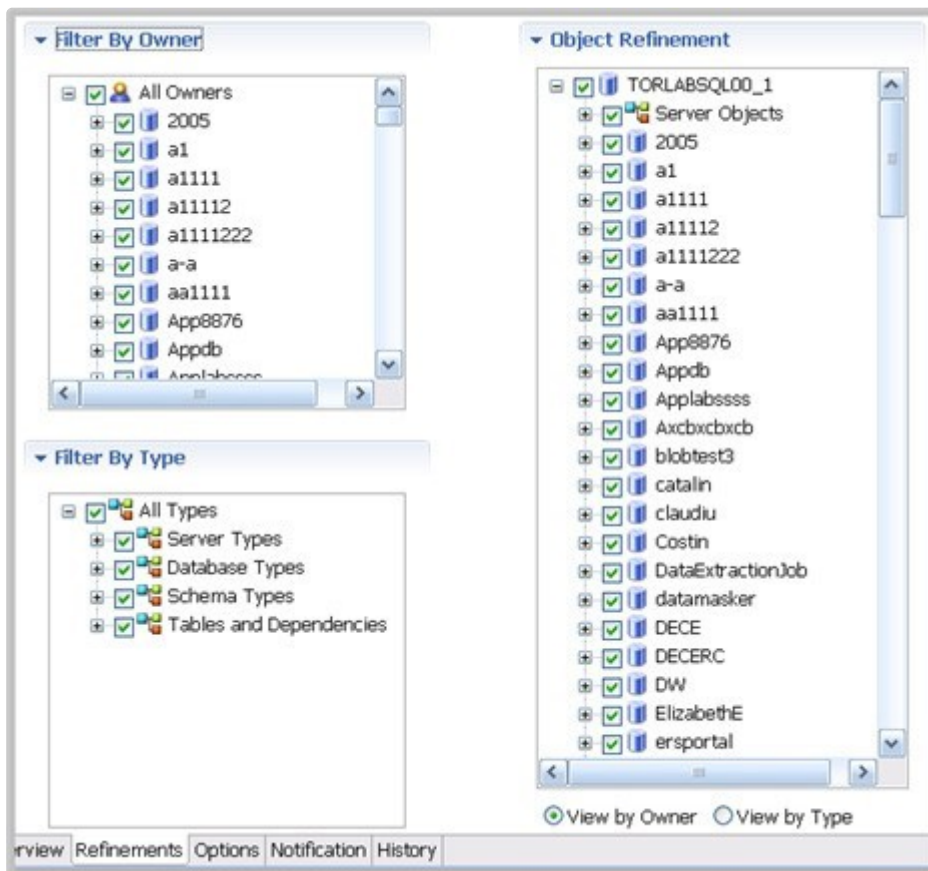 Filter By Owner
All Owners
2005
a1
a1111
a11112
a1111222
a-a
aa1111
App8876
Appdb
Applabssss
Filter By Type
All Types
Server Types
Database Types
Schema Types
Tables and Dependencies
Object Refinement
TORLABSQL00_1
Server Objects
2005
a1
a1111
a11112
a1111222
a-a
aa1111
App8876
Appdb
Applabssss
Axcbxcbxcb
blobtest3
catalin
claudiu
Costin
DataExtractionJob
datamasker
DECE
DECERC
DW
ElizabethE
ersportal
View by Owner View by Type
rview Refinements Options Notification History